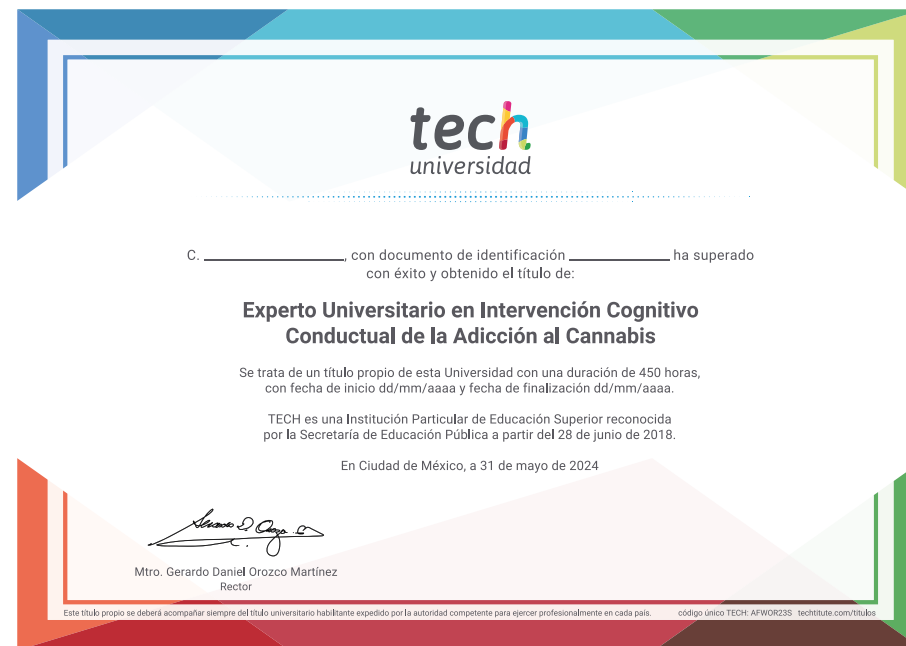 tech
universidad
C. ____________, con documento de identificación ____________ ha superado
con éxito y obtenido el título de:
Experto Universitario en Intervención Cognitivo
Conductual de la Adicción al Cannabis
Se trata de un título propio de esta Universidad con una duración de 450 horas,
con fecha de inicio dd/mm/aaaa y fecha de finalización dd/mm/aaaa.
TECH es una Institución Particular de Educación Superior reconocida
por la Secretaría de Educación Pública a partir del 28 de junio de 2018.
En Ciudad de México, a 31 de mayo de 2024
Mtro. Gerardo Daniel Orozco Martínez
Rector
Este título propio se deberá acompañar siempre del título universitario habilitante expedido por la autoridad competente para ejercer profesionalmente en cada país. código único TECH: AFWOR23S techtitute.com/titulos